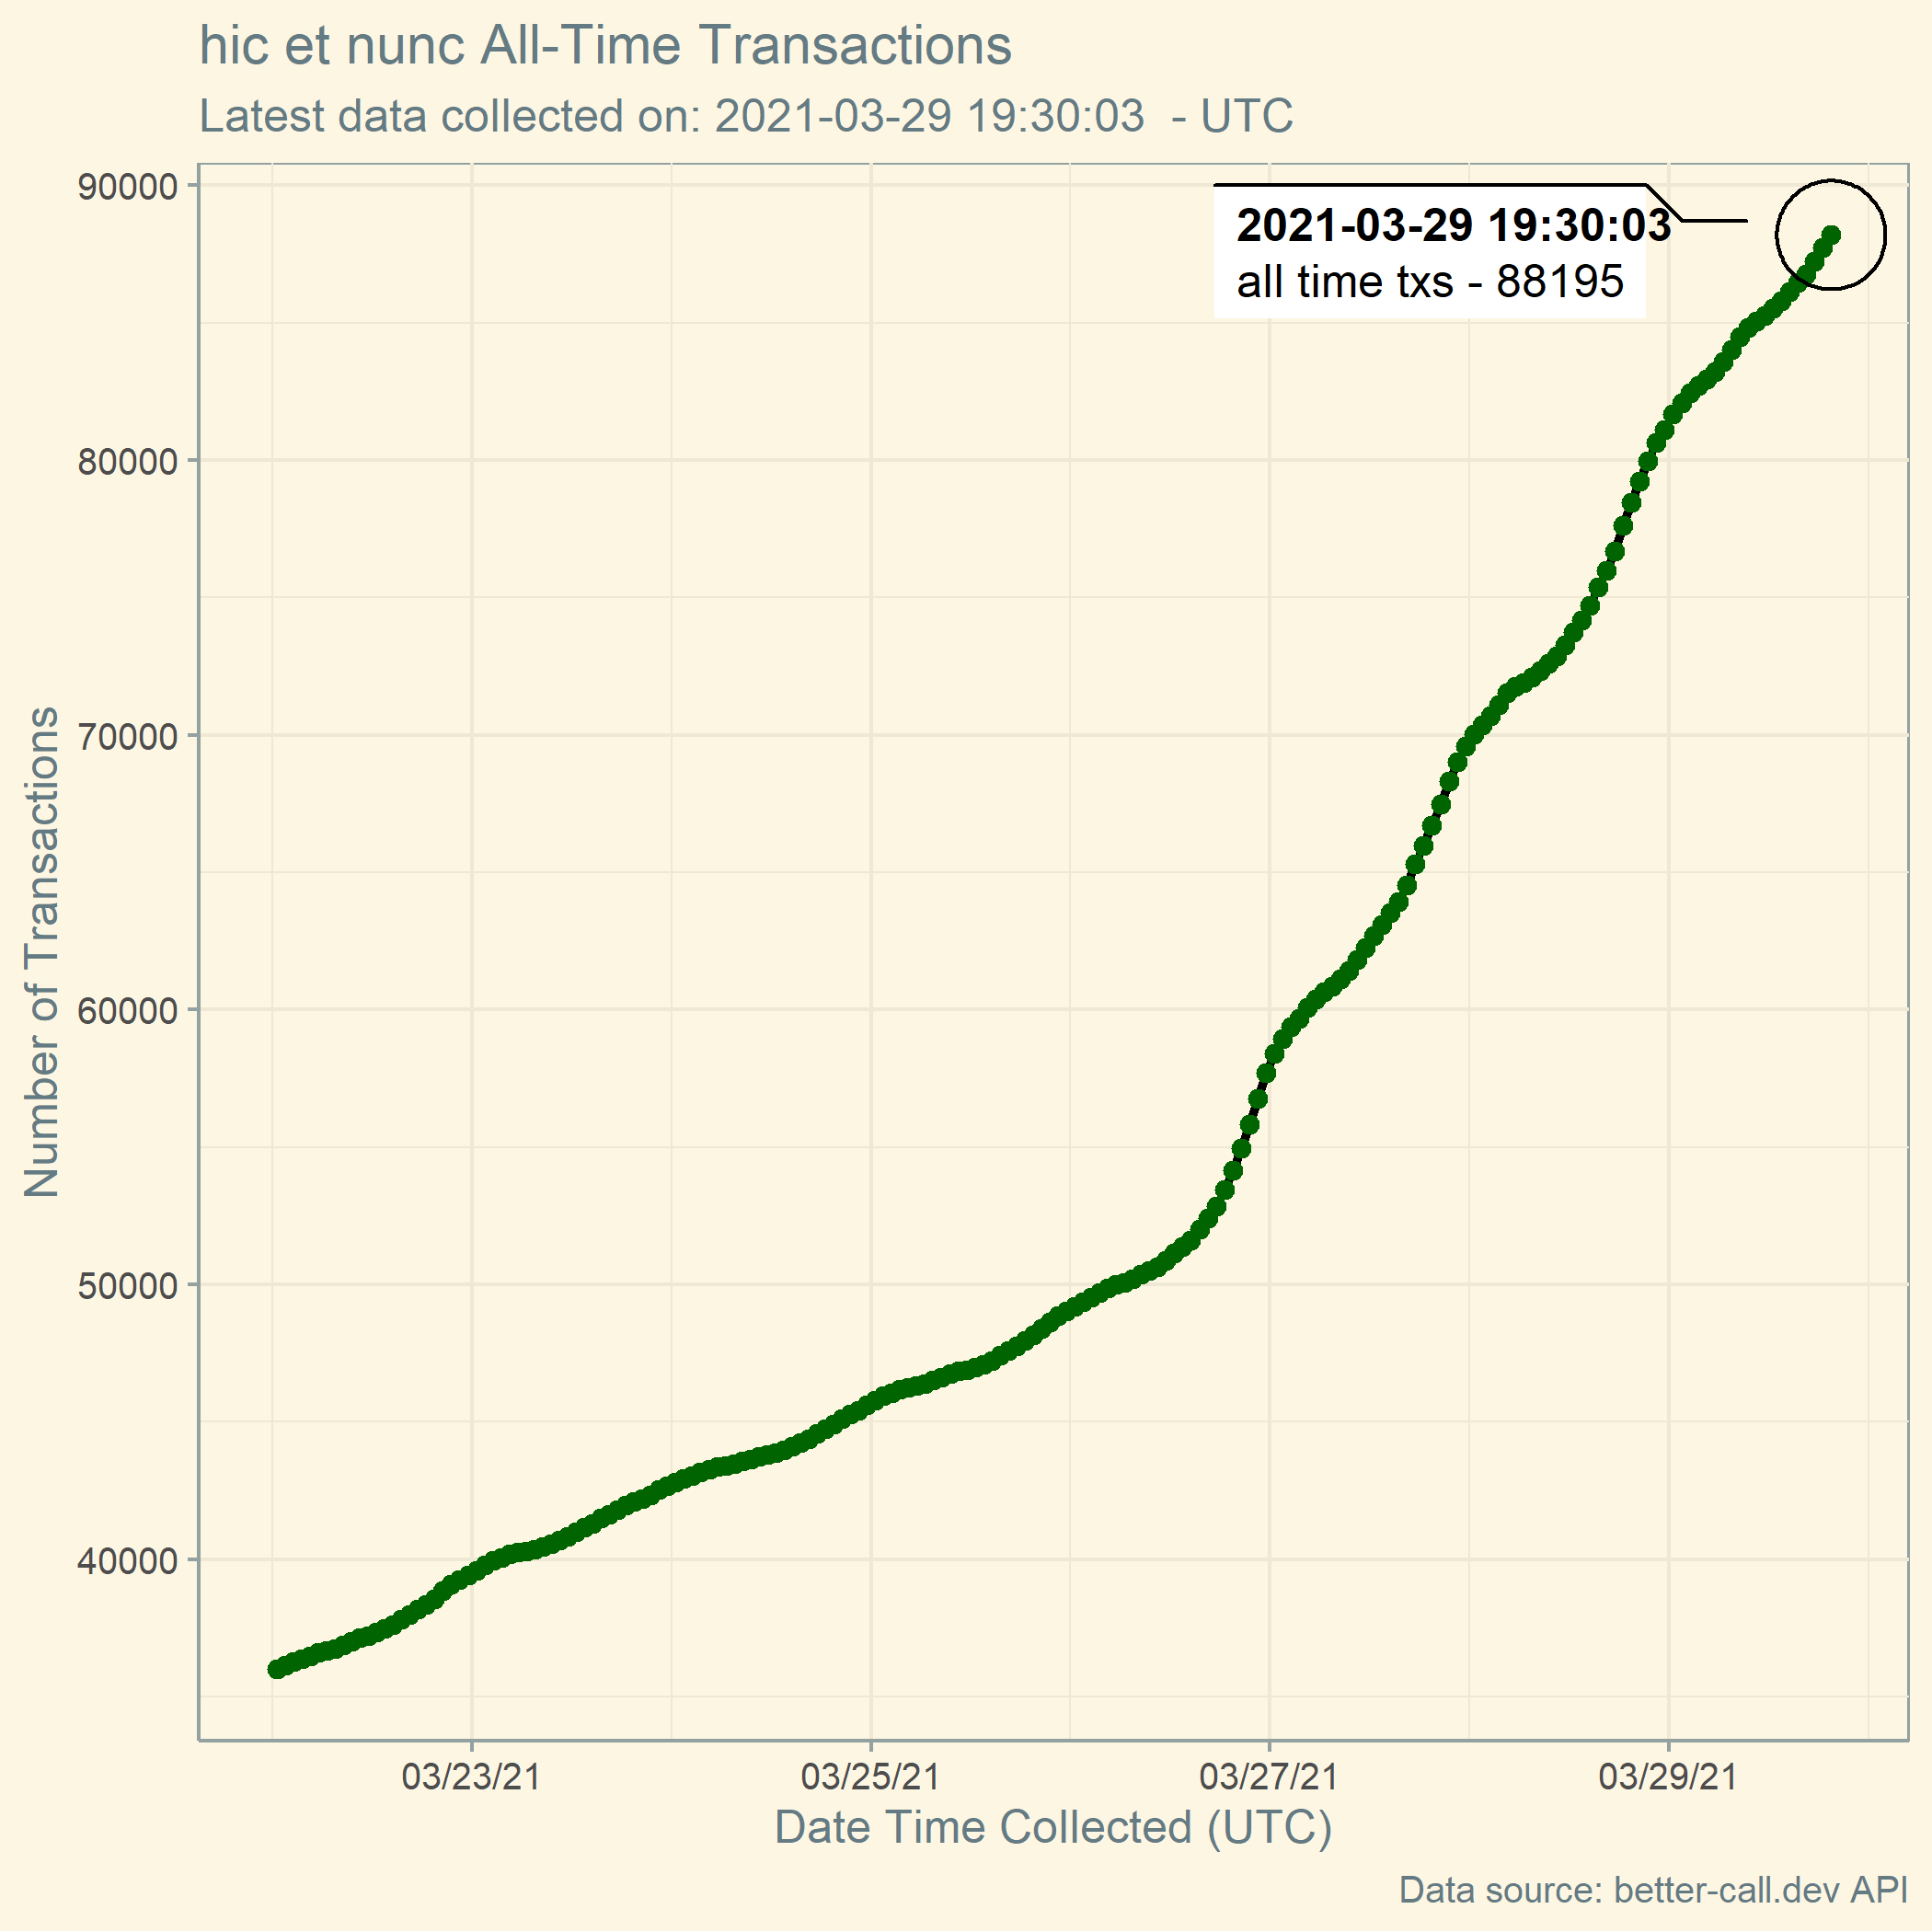 hic et nunc All-Time Transactions
Latest data collected on: 2021-03-29 19:30:03  - UTC
2021-03-29 19:30:03
all time txs - 88195
Number of Transactions
90000
80000
70000
60000
50000
40000
03/23/21
03/25/21
03/27/21
03/29/21
Date Time Collected (UTC)
Data source: better-call.dev API